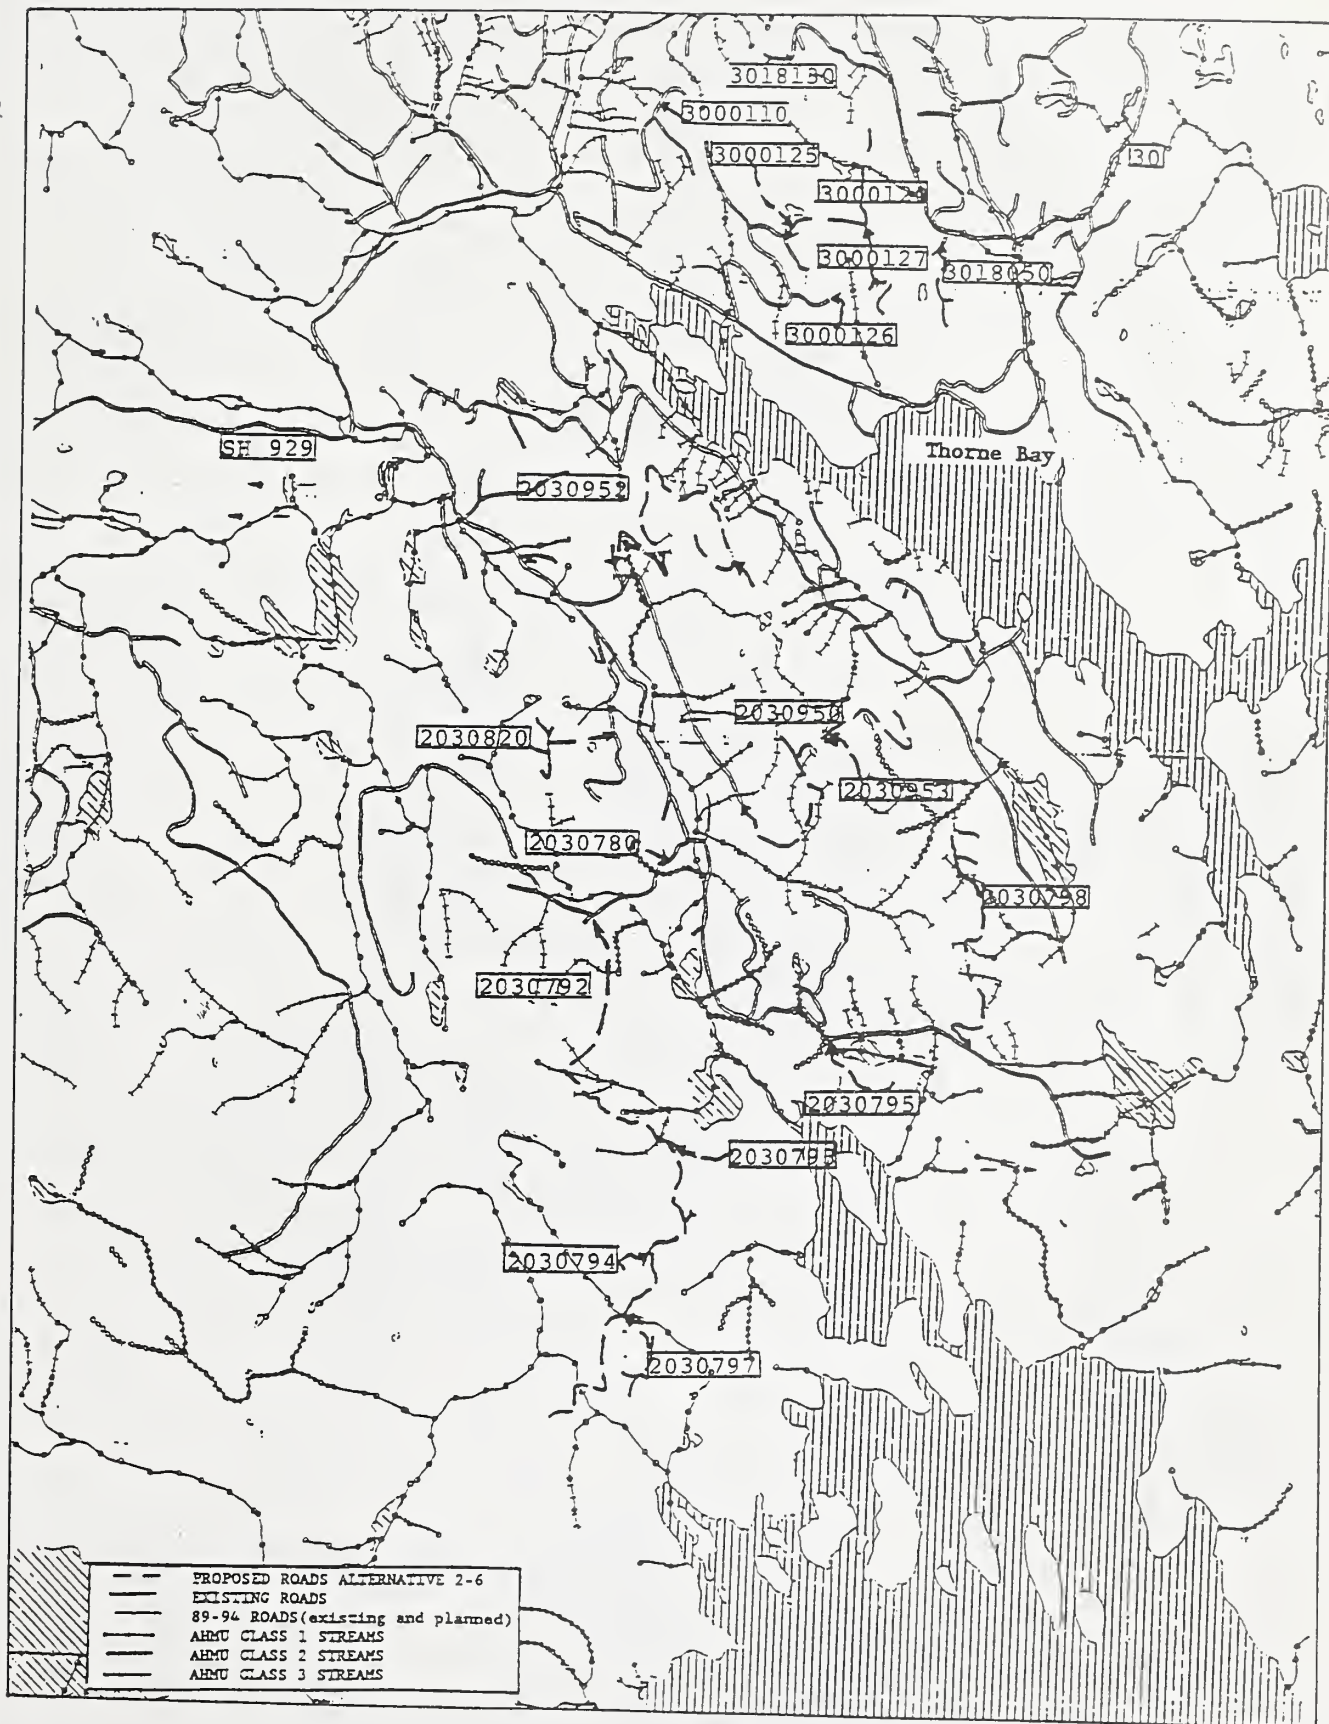 3018130
3000110
3000125
30
3000127
3018050
3000126
Thorne Bay
SH 929
2030952
2030950
2030820
2030953
2030780
2030798
2030792
2030795
2030793
2030794
2030797
PROPOSED ROADS ALTERNATIVE 2-6
EXISTING ROADS
89-94 ROADS(existing and planned)
AHMU CLASS 1 STREAMS
AHMU CLASS 2 STREAMS
AHMU CLASS 3 STREAMS